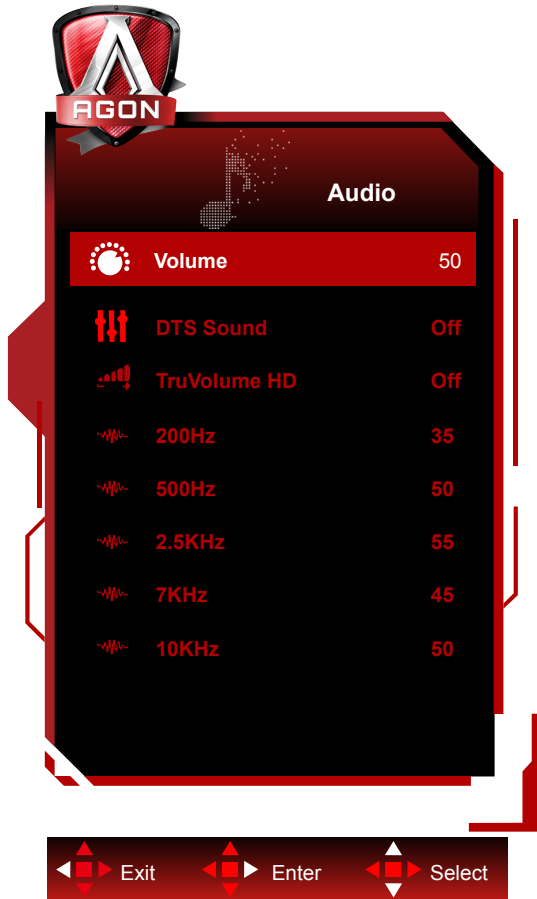 AGON
Audio
Volume 50
DTS Sound Off
TruVolume HD Off
200Hz 35
500Hz 50
2.5KHz 55
7KHz 45
10KHz 50
Exit Enter Select